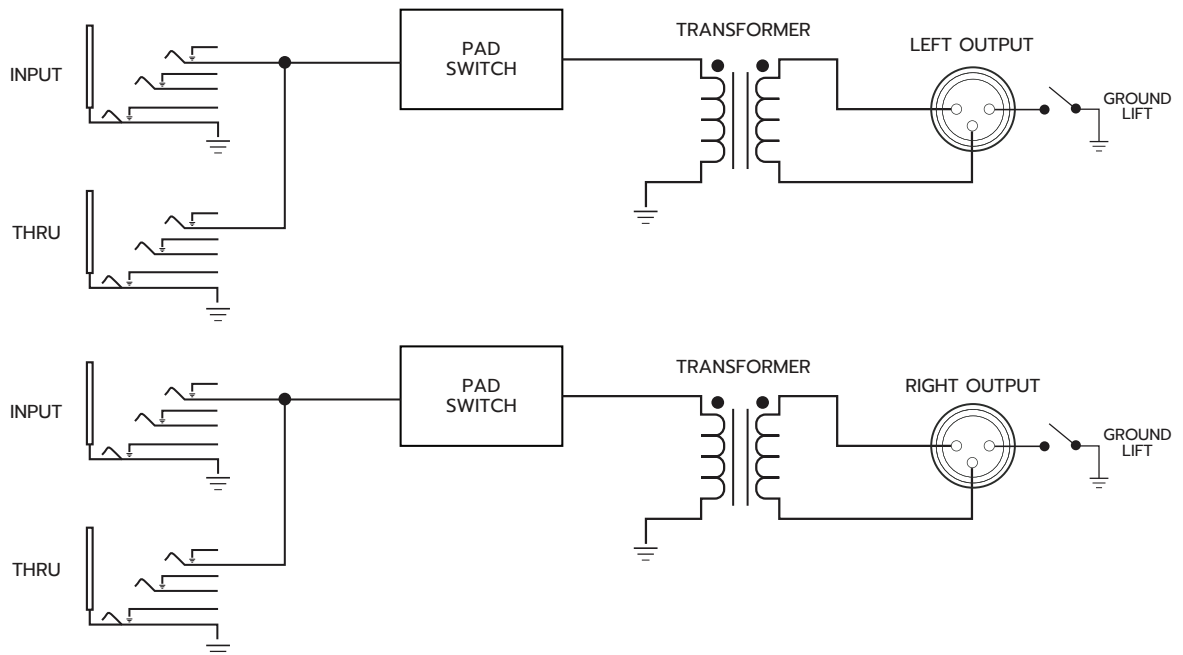 TRANSFORMER
LEFT OUTPUT
PAD
SWITCH
INPUT
GROUND
LIFT
THRU
TRANSFORMER
RIGHT OUTPUT
PAD
SWITCH
INPUT
GROUND
LIFT
THRU